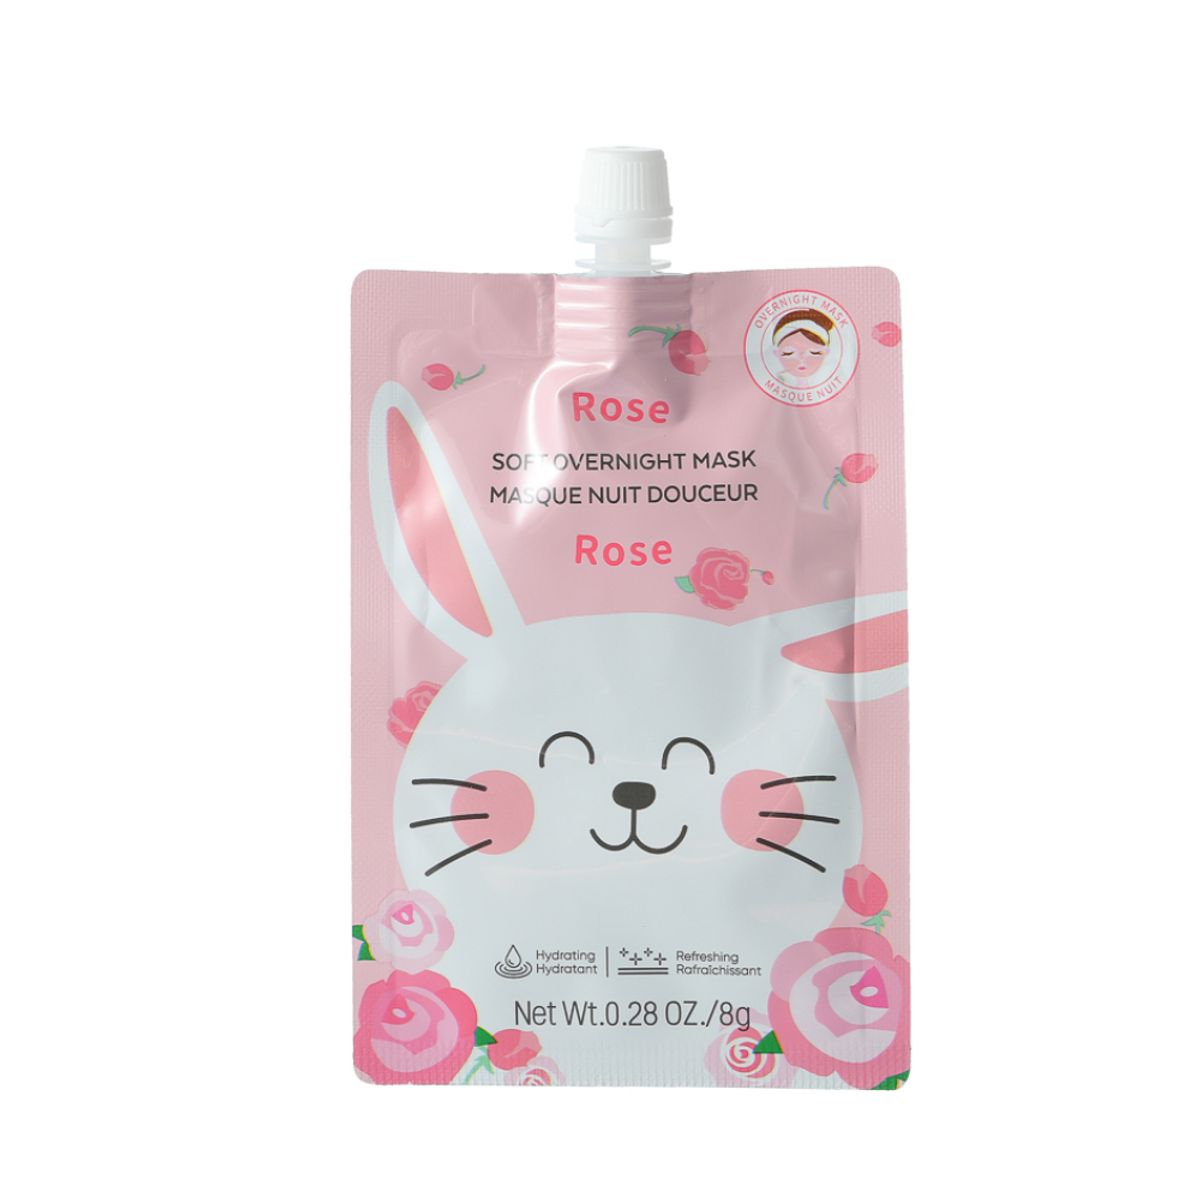 OVERNIGHT MASK
MASQUE NUIT
Rose
SOFT OVERNIGHT MASK
MASQUE NUIT DOUCEUR
Rose
Hydrating
Hydratant
Refreshing
Rafraîchissant
Net Wt.0.28 OZ./8g